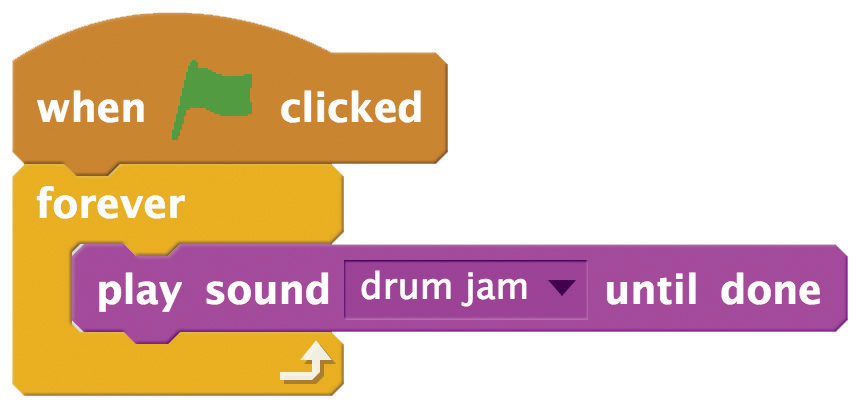 when clicked
forever
play sound drum jam until done